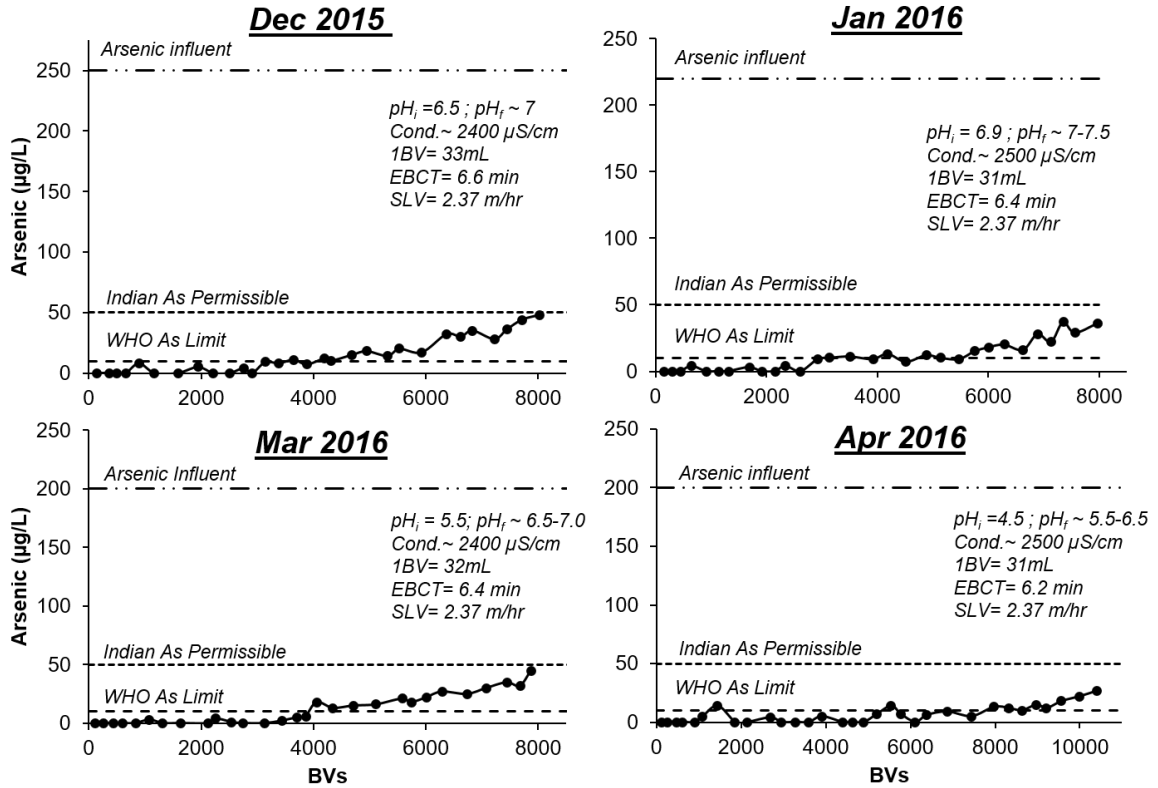 Dec 2015
Arsenic influent
250
200
150
100
50
0
Arsenic (µg/L)
pHi =6.5 ; pHf ~ 7
Cond.~ 2400 µS/cm
1BV= 33mL
EBCT= 6.6 min
SLV= 2.37 m/hr
Indian As Permissible
WHO As Limit
0 2000 4000 6000 8000
Jan 2016
Arsenic influent
250
200
150
100
50
0
pHi = 6.9 ; pHf ~ 7-7.5
Cond.~ 2500 µS/cm
1BV= 31mL
EBCT= 6.4 min
SLV= 2.37 m/hr
Indian As Permissible
WHO As Limit
0 2000 4000 6000 8000
Mar 2016
Arsenic Influent
250
200
150
100
50
0
Arsenic (µg/L)
pHi = 5.5; pHf ~ 6.5-7.0
Cond.~ 2400 µS/cm
1BV= 32mL
EBCT= 6.4 min
SLV= 2.37 m/hr
Indian As Permissible
WHO As Limit
0 2000 4000 6000 8000
BVs
Apr 2016
Arsenic influent
250
200
150
100
50
0
pHi =4.5 ; pHf ~ 5.5-6.5
Cond.~ 2500 µS/cm
1BV= 31mL
EBCT= 6.2 min
SLV= 2.37 m/hr
Indian As Permissible
WHO As Limit
0 2000 4000 6000 8000 10000
BVs